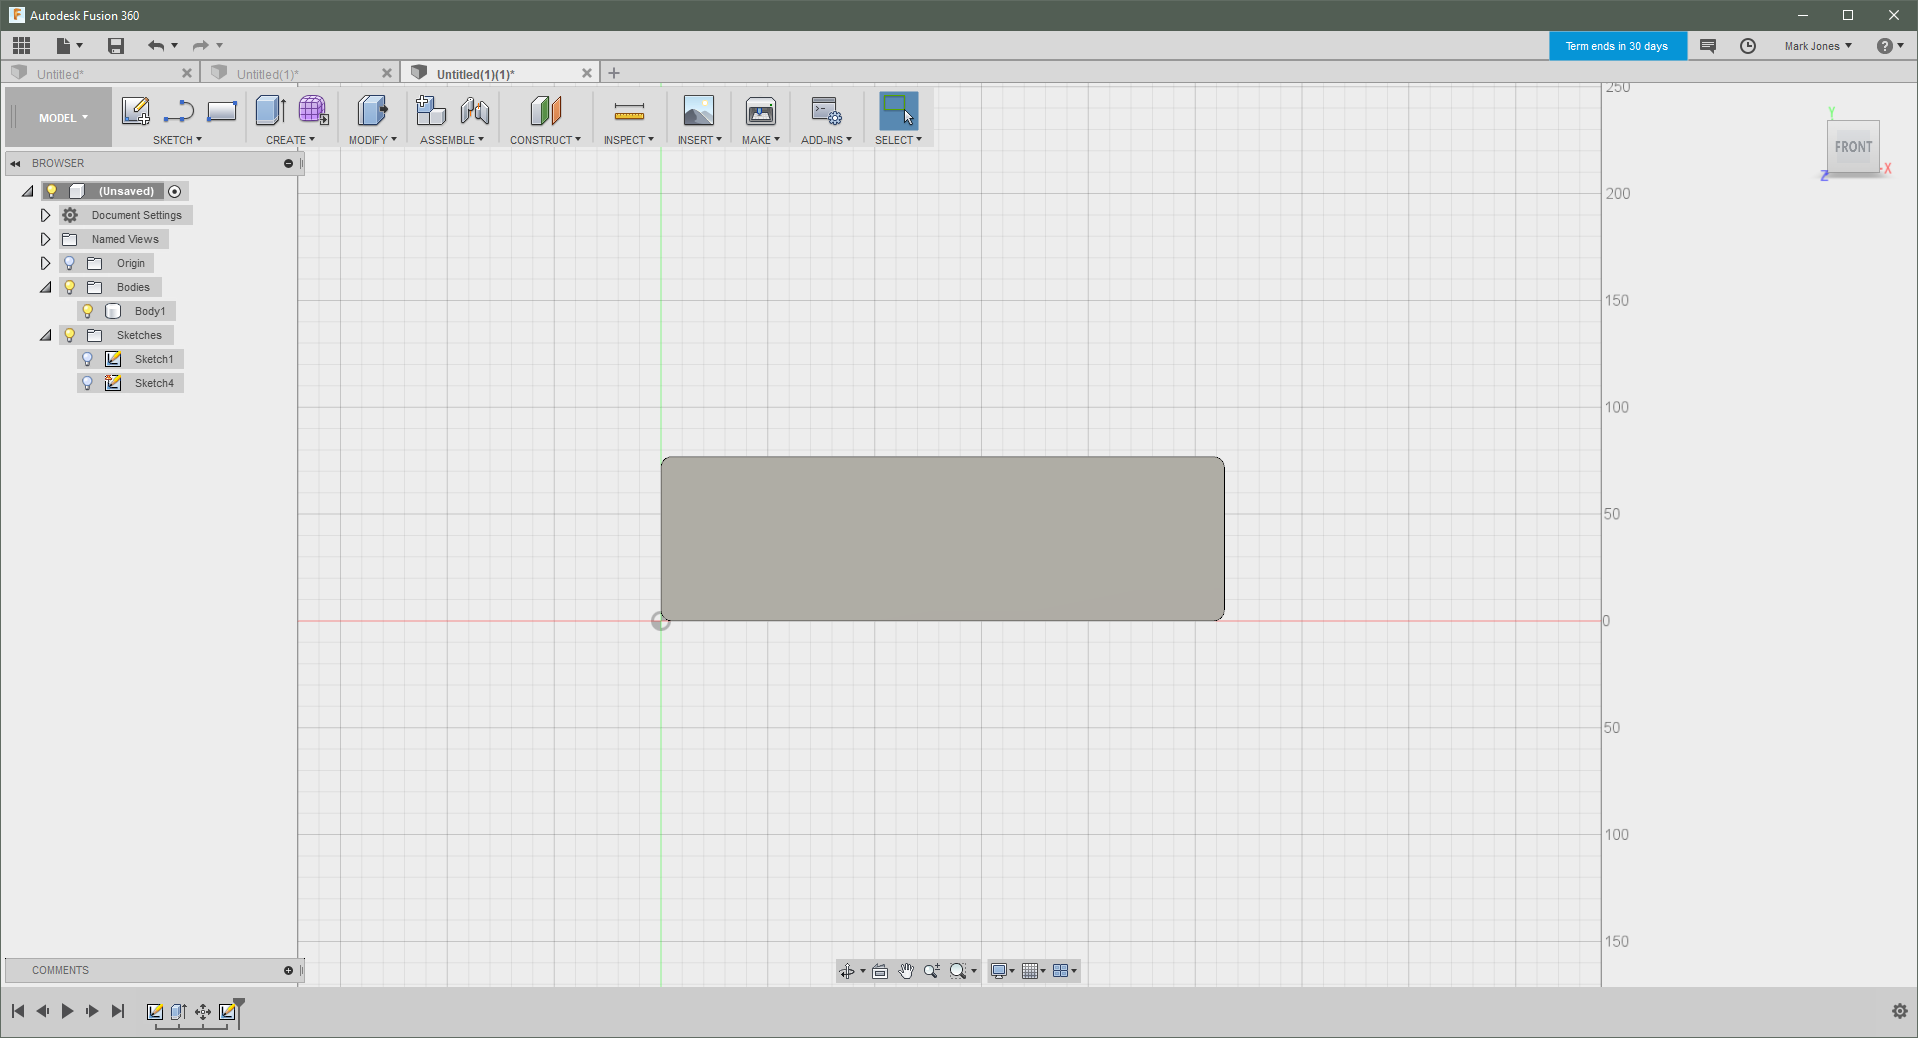 Autodesk Fusion 360
Term ends in 30 days
Mark Jones
?
Untitled*
Untitled(1)*
Untitled(1)(1)*
MODEL
SKETCH
CREATE
MODIFY
ASSEMBLE
CONSTRUCT
INSPECT
INSERT
MAKE
ADD-INS
SELECT
250
Y
FRONT
X
Z
BROWSER
(Unsaved)
Document Settings
Named Views
Origin
Bodies
Body1
Sketches
Sketch1
Sketch4
200
150
100
50
0
50
100
150
COMMENTS